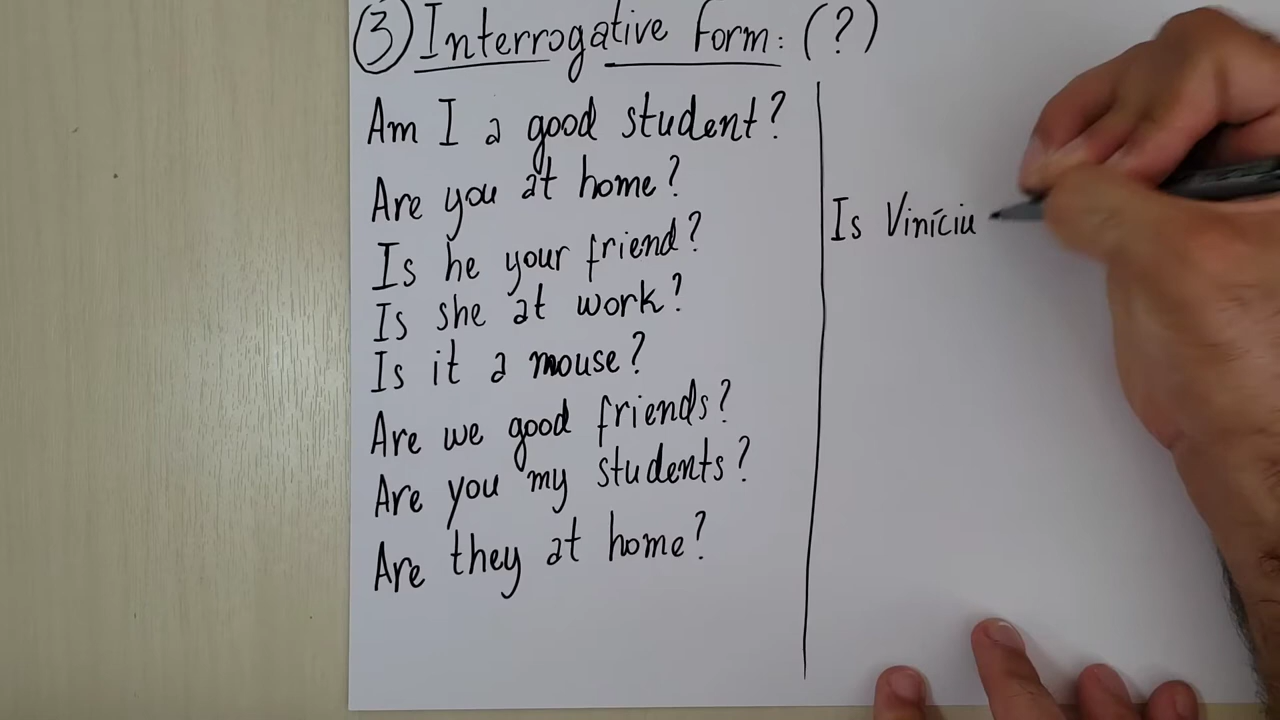 ③ Interrogative Form: (?)
Am I a good student?
Are you at home?
Is he your friend?
Is she at work?
Is it a mouse?
Are we good friends?
Are you my students?
Are they at home?
Is Viníciu